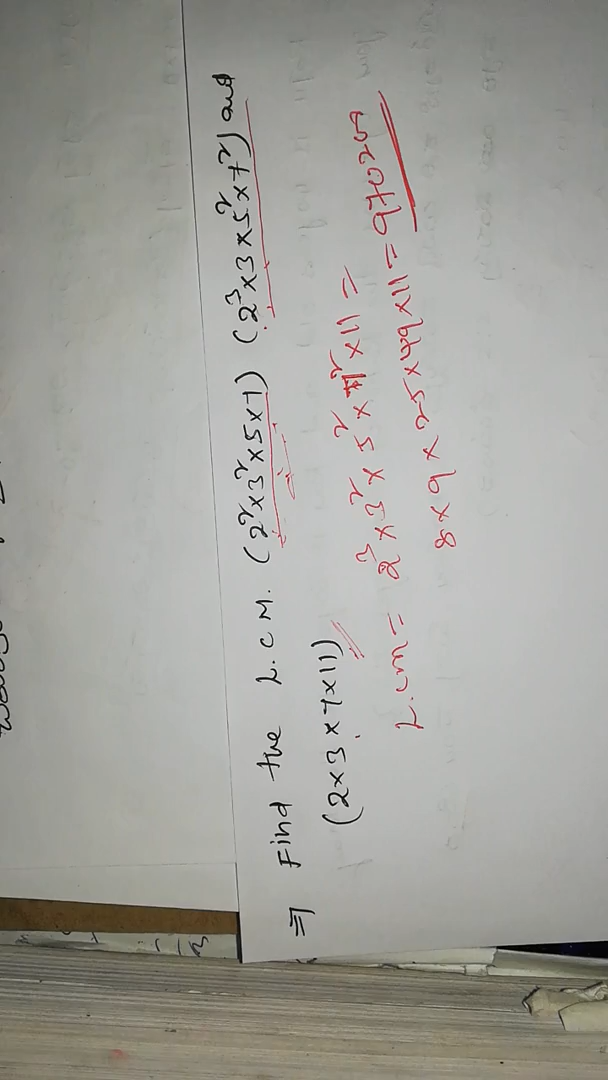 ⇒ Find the L.C.M. (2²×3²×5×7) (2³×3×5²×7²) and
(2×3×7×11)
L.cm = 2³×3²×5²×7²×11 =
8×9×25×49×11 = 970200